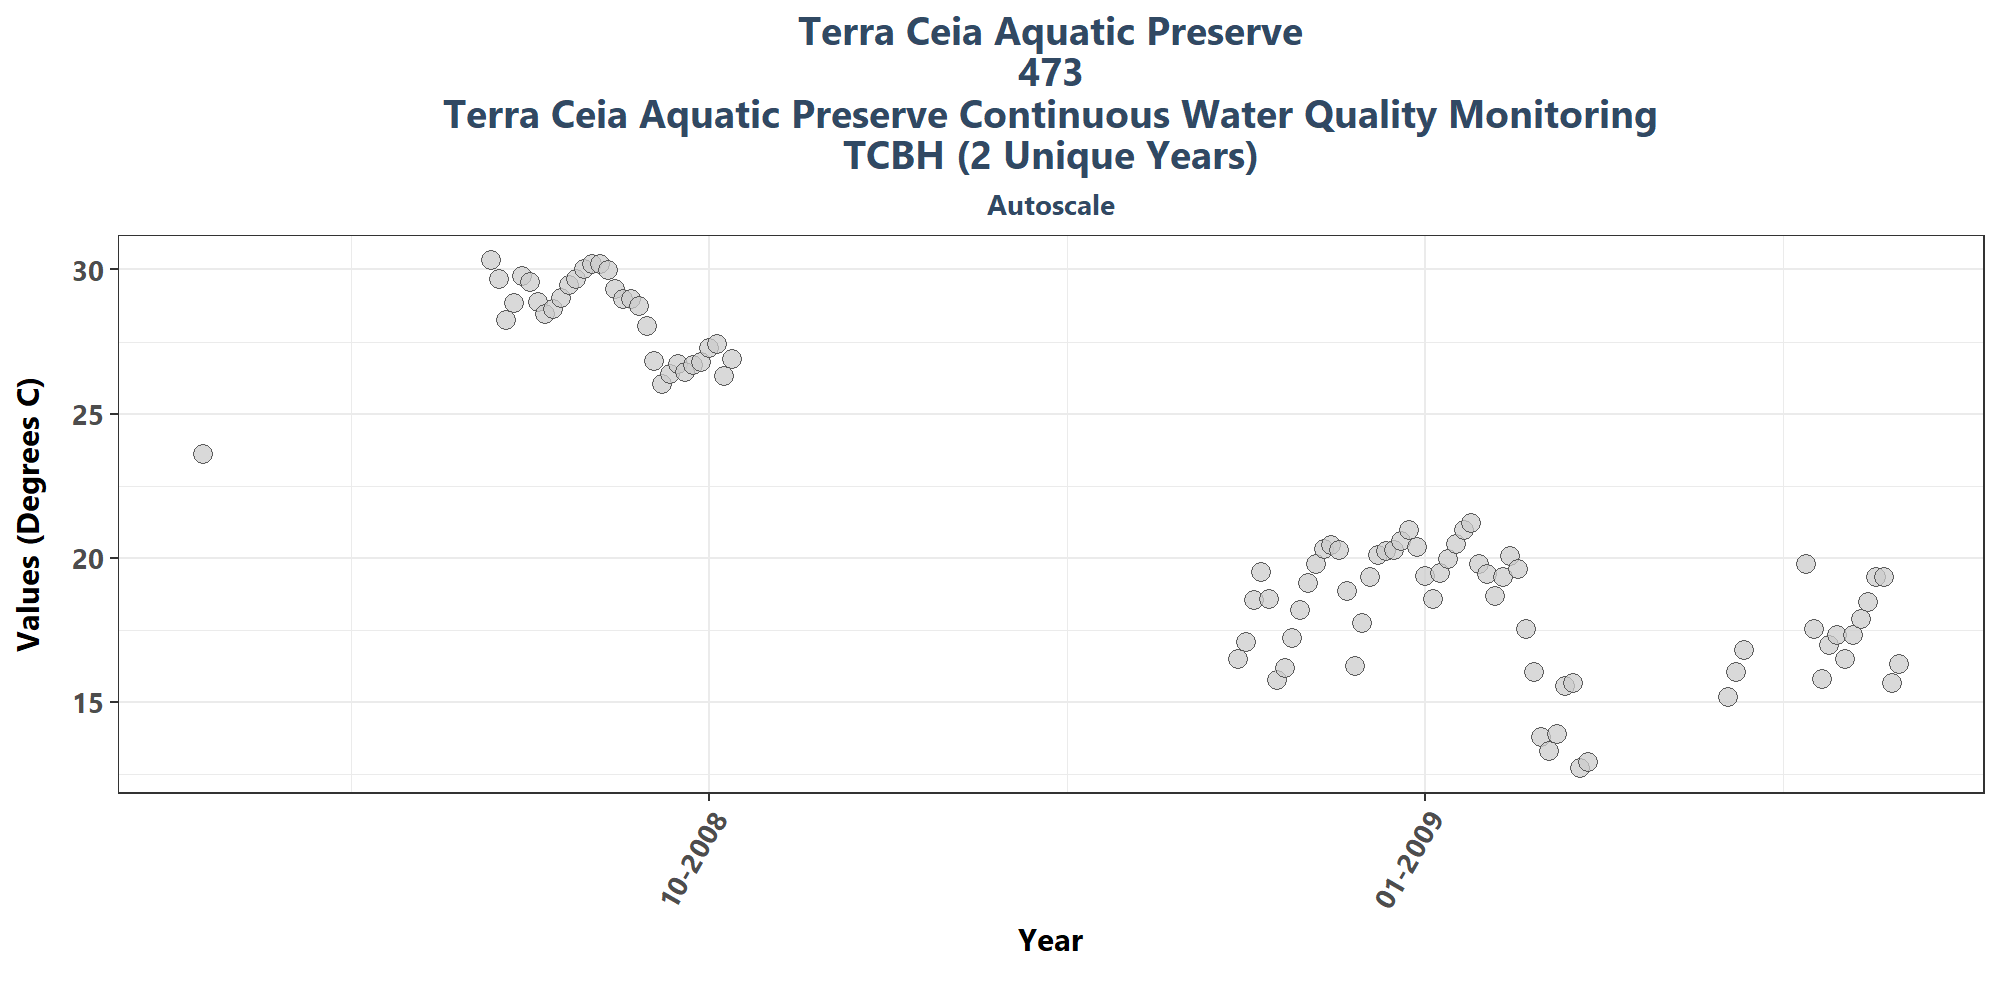 Terra Ceia Aquatic Preserve
473
Terra Ceia Aquatic Preserve Continuous Water Quality Monitoring
TCBH (2 Unique Years)
Autoscale
Values (Degrees C)
30
25
20
15
10-2008
01-2009
Year